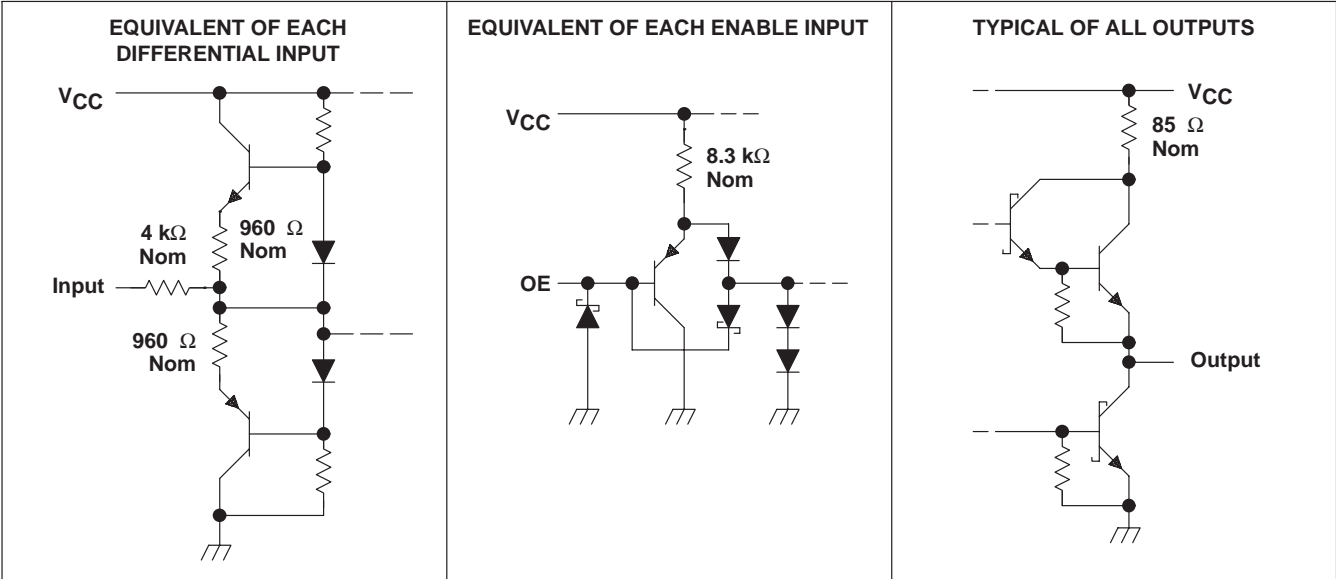 EQUIVALENT OF EACH
DIFFERENTIAL INPUT
VCC
960 Ω
Nom
4 kΩ
Nom
Input
960 Ω
Nom
EQUIVALENT OF EACH ENABLE INPUT
VCC
8.3 kΩ
Nom
OE
TYPICAL OF ALL OUTPUTS
VCC
85 Ω
Nom
Output